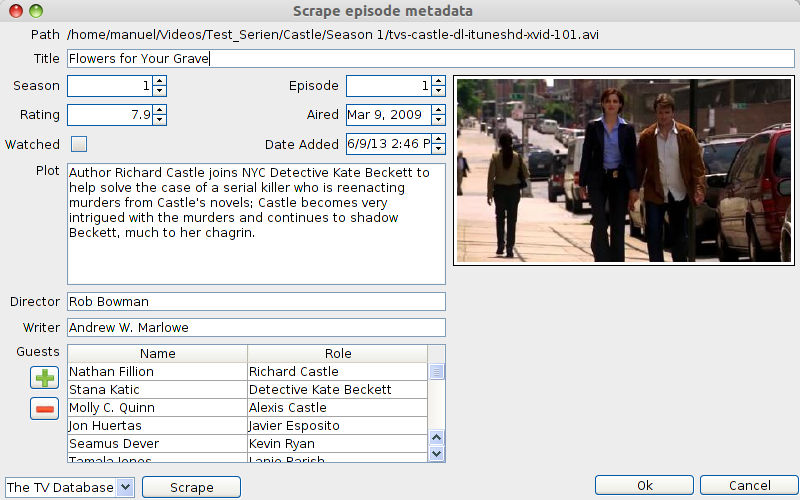 Scrape episode metadata
Path /home/manuel/Videos/Test_Serien/Castle/Season 1/tvs-castle-dl-ituneshd-xvid-101.avi
Title Flowers for Your Grave
Season 1 Episode 1
Rating 7.9 Aired Mar 9, 2009
Watched Date Added 6/9/13 2:46 P
Plot Author Richard Castle joins NYC Detective Kate Beckett to
help solve the case of a serial killer who is reenacting
murders from Castle's novels; Castle becomes very
intrigued with the murders and continues to shadow
Beckett, much to her chagrin.
Director Rob Bowman
Writer Andrew W. Marlowe
Guests Name Role
Nathan Fillion Richard Castle
Stana Katic Detective Kate Beckett
Molly C. Quinn Alexis Castle
Jon Huertas Javier Esposito
Seamus Dever Kevin Ryan
Tamala Jones Lanie Parish
The TV Database Scrape Ok Cancel